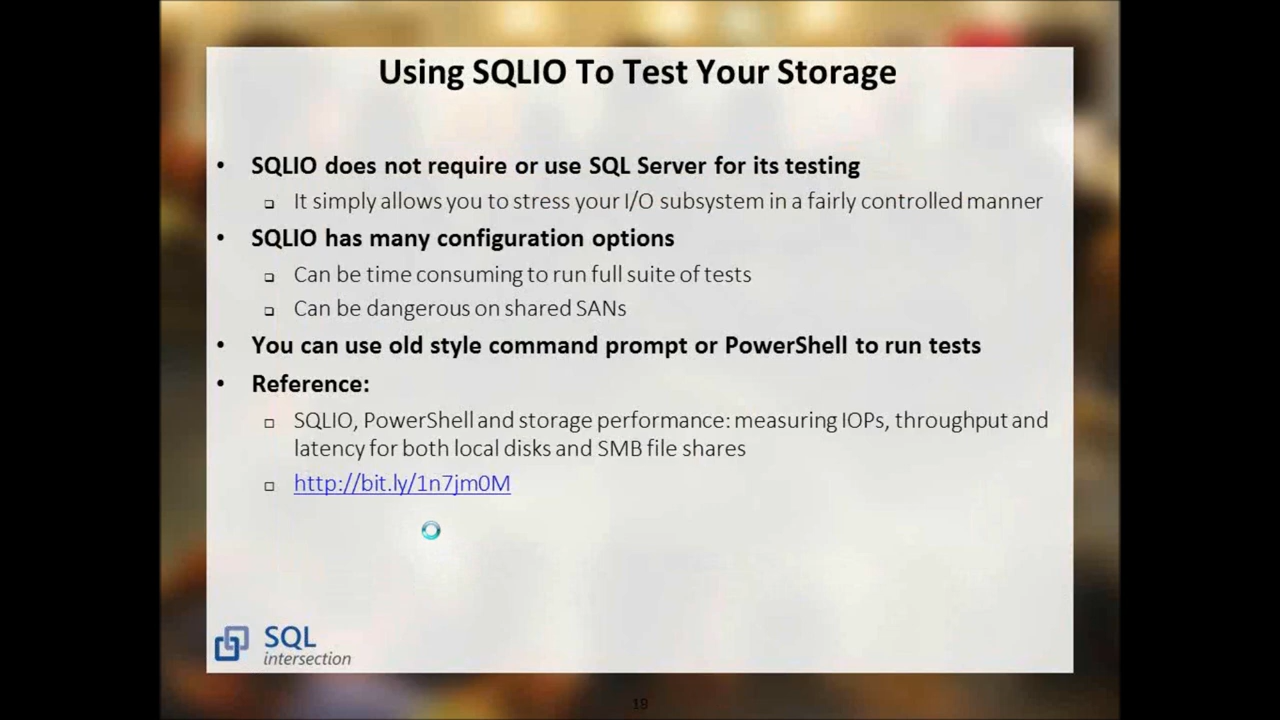 Using SQLIO To Test Your Storage
• SQLIO does not require or use SQL Server for its testing
It simply allows you to stress your I/O subsystem in a fairly controlled manner
• SQLIO has many configuration options
Can be time consuming to run full suite of tests
Can be dangerous on shared SANs
• You can use old style command prompt or PowerShell to run tests
• Reference:
SQLIO, PowerShell and storage performance: measuring IOPs, throughput and
latency for both local disks and SMB file shares
http://bit.ly/1n7jm0M
SQL
intersection
19